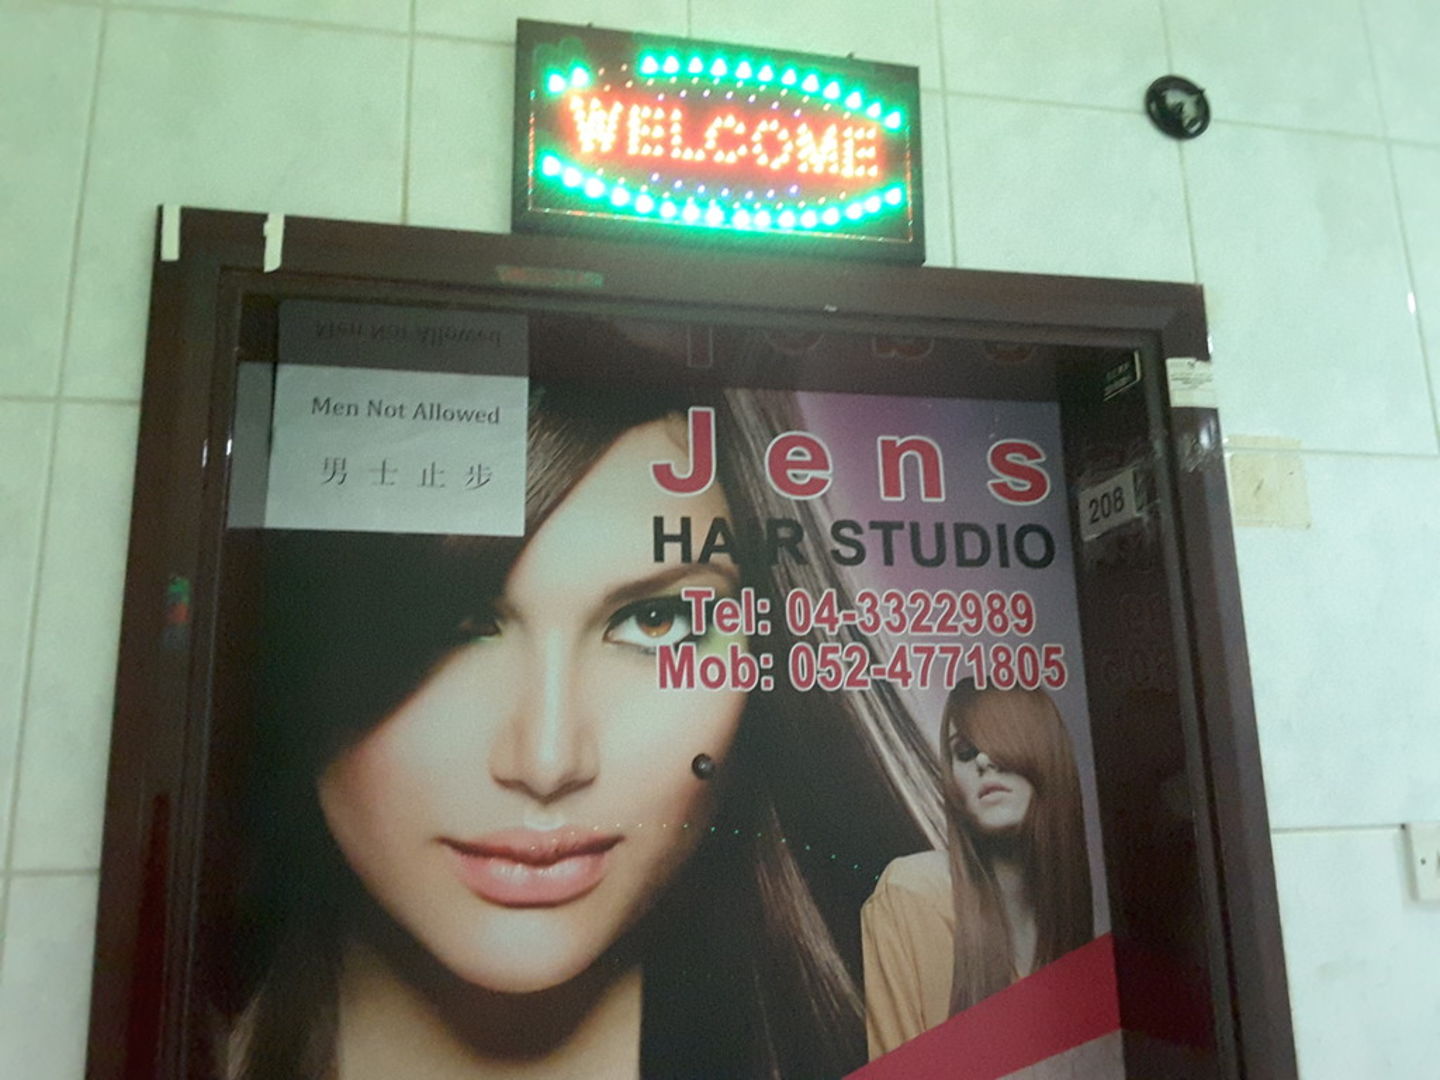 WELCOME
Men Not Allowed
男士止步
Jens
HAIR STUDIO
Tel: 04-3322989
Mob: 052-4771805
208